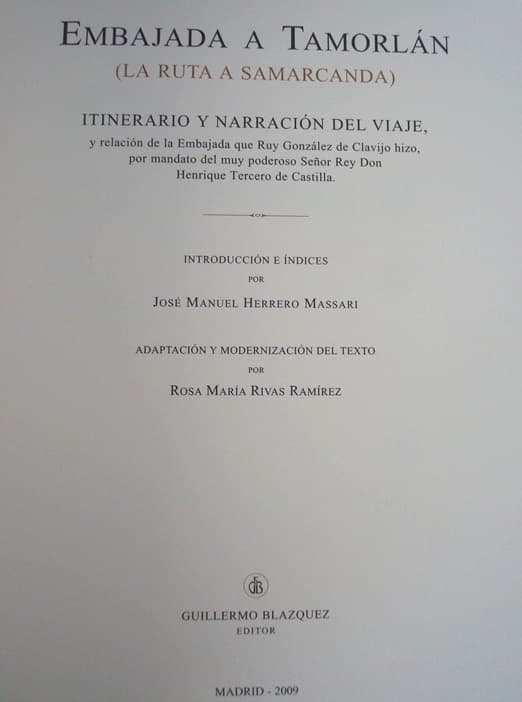 EMBAJADA A TAMORLÁN
(LA RUTA A SAMARCANDA)
ITINERARIO Y NARRACIÓN DEL VIAJE,
y relación de la Embajada que Ruy González de Clavijo hizo,
por mandato del muy poderoso Señor Rey Don
Henrique Tercero de Castilla.
INTRODUCCIÓN E ÍNDICES
POR
JOSÉ MANUEL HERRERO MASSARI
ADAPTACIÓN Y MODERNIZACIÓN DEL TEXTO
POR
ROSA MARÍA RIVAS RAMÍREZ
GUILLERMO BLAZQUEZ
EDITOR
MADRID - 2009